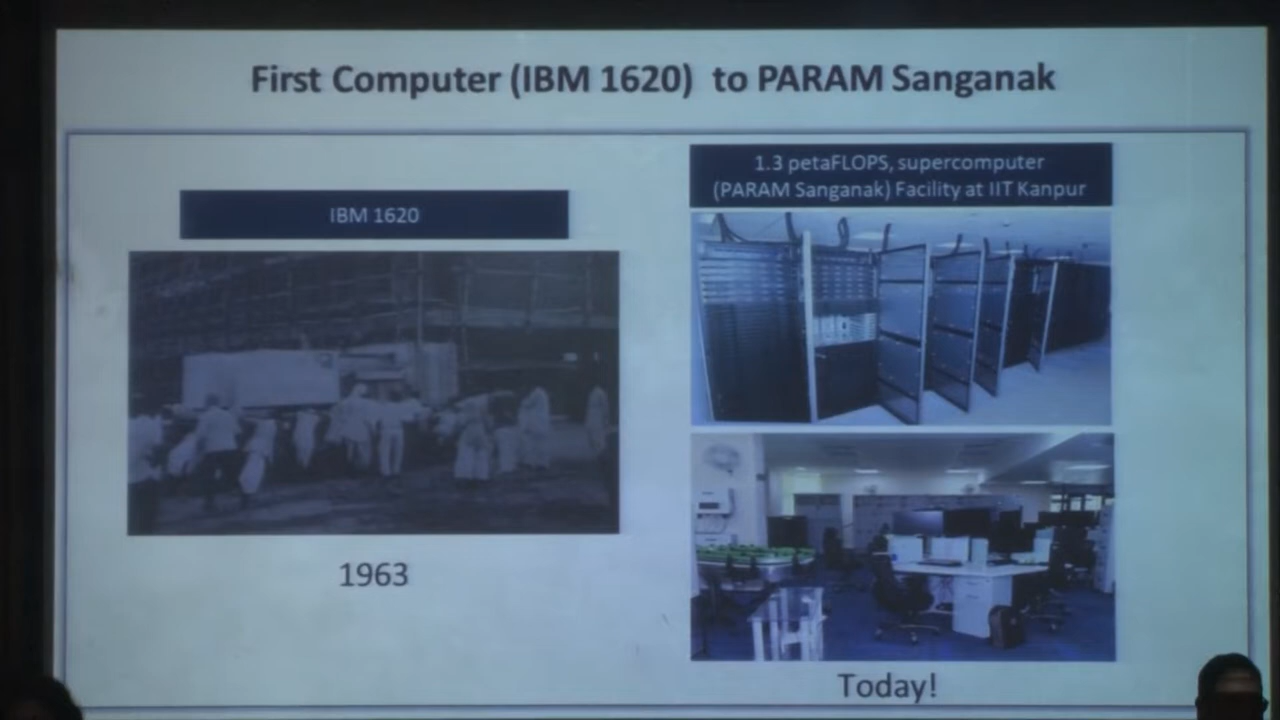 First Computer (IBM 1620) to PARAM Sanganak
IBM 1620
1963
1.3 petaFLOPS, supercomputer
(PARAM Sanganak) Facility at IIT Kanpur
Today!